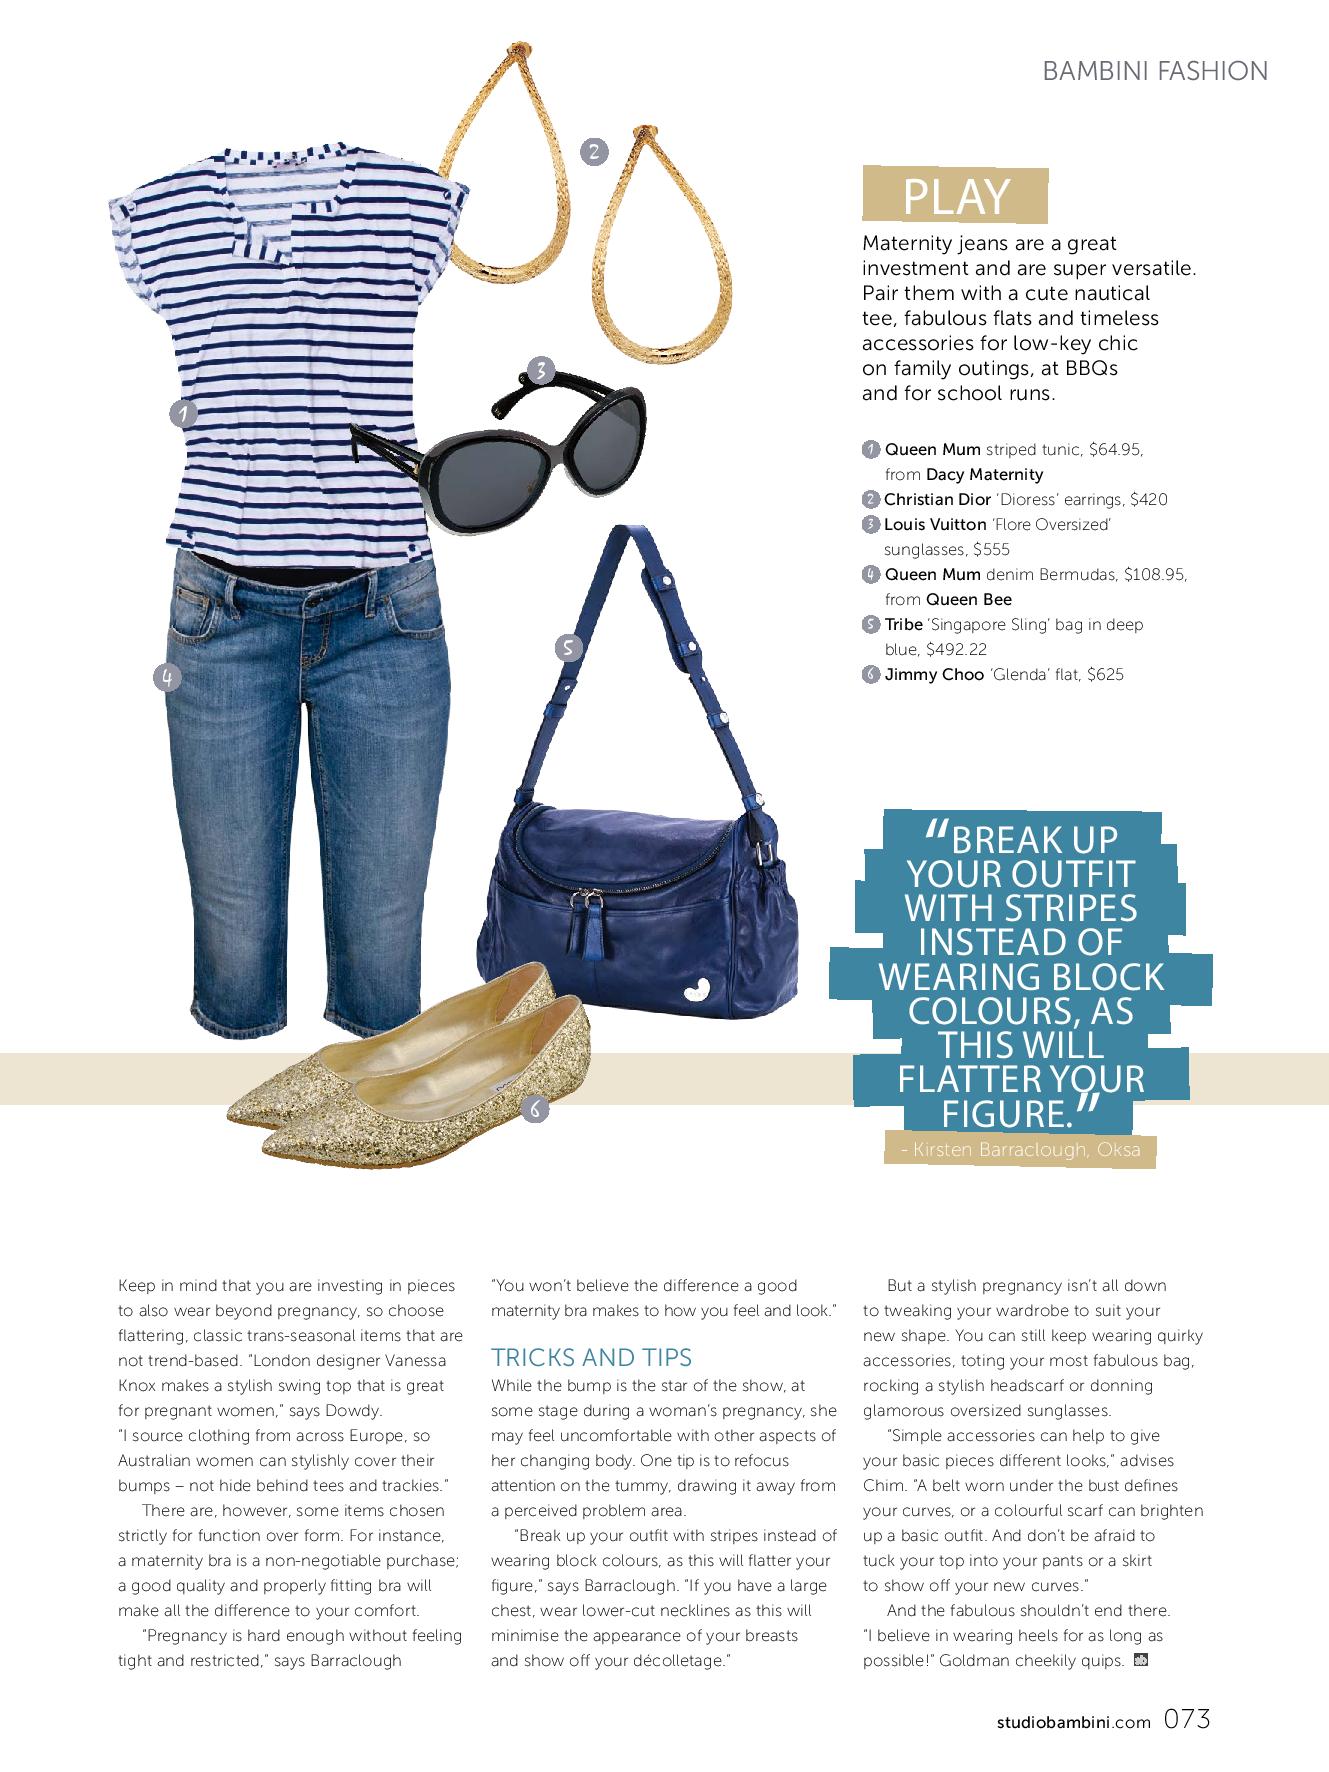 BAMBINI FASHION
PLAY
Maternity jeans are a great
investment and are super versatile.
Pair them with a cute nautical
tee, fabulous flats and timeless
accessories for low-key chic
on family outings, at BBQs
and for school runs.
1 Queen Mum striped tunic, $64.95,
from Dacy Maternity
2 Christian Dior ‘Dioress’ earrings, $420
3 Louis Vuitton ‘Flore Oversized’
sunglasses, $555
4 Queen Mum denim Bermudas, $108.95,
from Queen Bee
5 Tribe ‘Singapore Sling’ bag in deep
blue, $492.22
6 Jimmy Choo ‘Glenda’ flat, $625
1
2
3
4
5
6
“BREAK UP
YOUR OUTFIT
WITH STRIPES
INSTEAD OF
WEARING BLOCK
COLOURS, AS
THIS WILL
FLATTER YOUR
FIGURE.”
- Kirsten Barraclough, Oksa
Keep in mind that you are investing in pieces
to also wear beyond pregnancy, so choose
flattering, classic trans-seasonal items that are
not trend-based. “London designer Vanessa
Knox makes a stylish swing top that is great
for pregnant women,” says Dowdy.
“I source clothing from across Europe, so
Australian women can stylishly cover their
bumps – not hide behind tees and trackies.”
There are, however, some items chosen
strictly for function over form. For instance,
a maternity bra is a non-negotiable purchase;
a good quality and properly fitting bra will
make all the difference to your comfort.
“Pregnancy is hard enough without feeling
tight and restricted,” says Barraclough
“You won’t believe the difference a good
maternity bra makes to how you feel and look.”
TRICKS AND TIPS
While the bump is the star of the show, at
some stage during a woman’s pregnancy, she
may feel uncomfortable with other aspects of
her changing body. One tip is to refocus
attention on the tummy, drawing it away from
a perceived problem area.
“Break up your outfit with stripes instead of
wearing block colours, as this will flatter your
figure,” says Barraclough. “If you have a large
chest, wear lower-cut necklines as this will
minimise the appearance of your breasts
and show off your décolletage.”
But a stylish pregnancy isn’t all down
to tweaking your wardrobe to suit your
new shape. You can still keep wearing quirky
accessories, toting your most fabulous bag,
rocking a stylish headscarf or donning
glamorous oversized sunglasses.
“Simple accessories can help to give
your basic pieces different looks,” advises
Chim. “A belt worn under the bust defines
your curves, or a colourful scarf can brighten
up a basic outfit. And don’t be afraid to
tuck your top into your pants or a skirt
to show off your new curves.”
And the fabulous shouldn’t end there.
“I believe in wearing heels for as long as
possible!” Goldman cheekily quips.
studiobambini.com 073